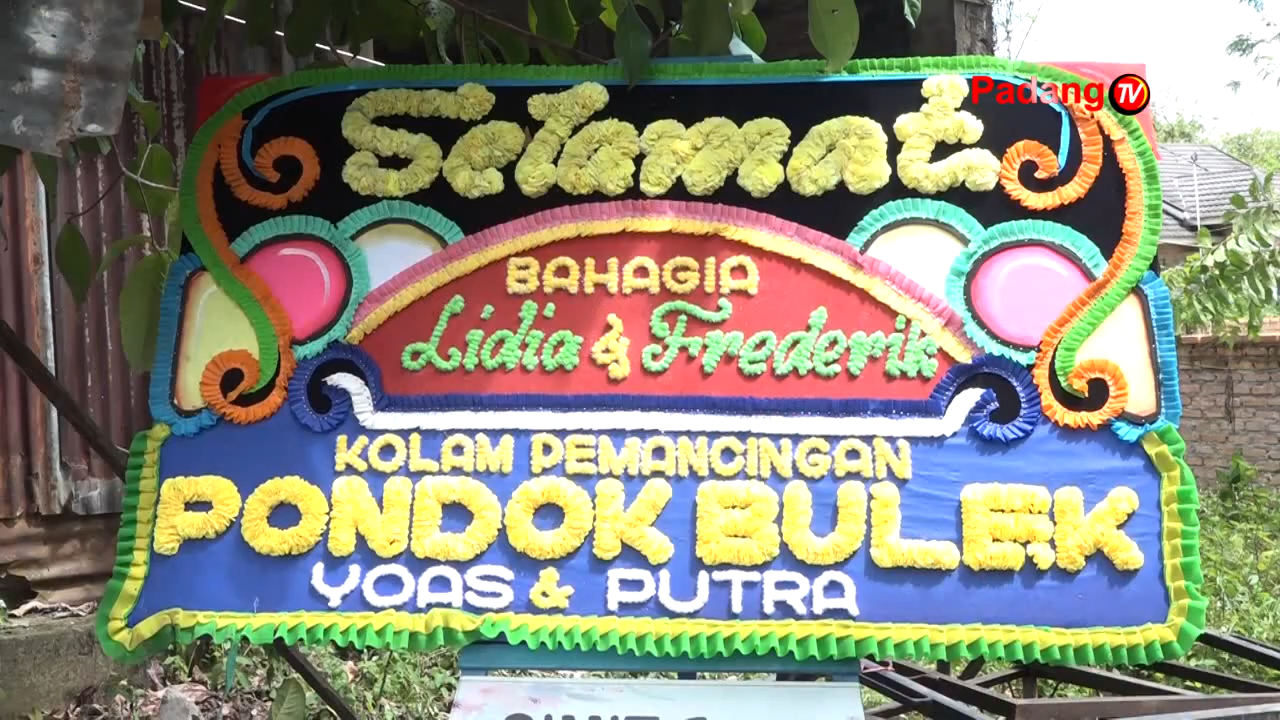 Padang TV
Selamat
BAHAGIA
Lidia & Frederik
KOLAM PEMANCINGAN
PONDOK BULEK
YOAS & PUTRA